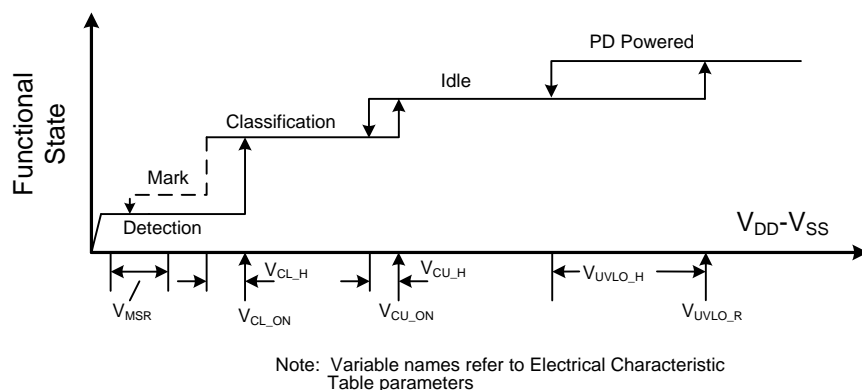 Functional
State
PD Powered
Idle
Classification
Mark
Detection
VDD-VSS
VCL_H
VCU_H
VUVLO_H
VMSR
VCL_ON
VCU_ON
VUVLO_R
Note: Variable names refer to Electrical Characteristic
Table parameters